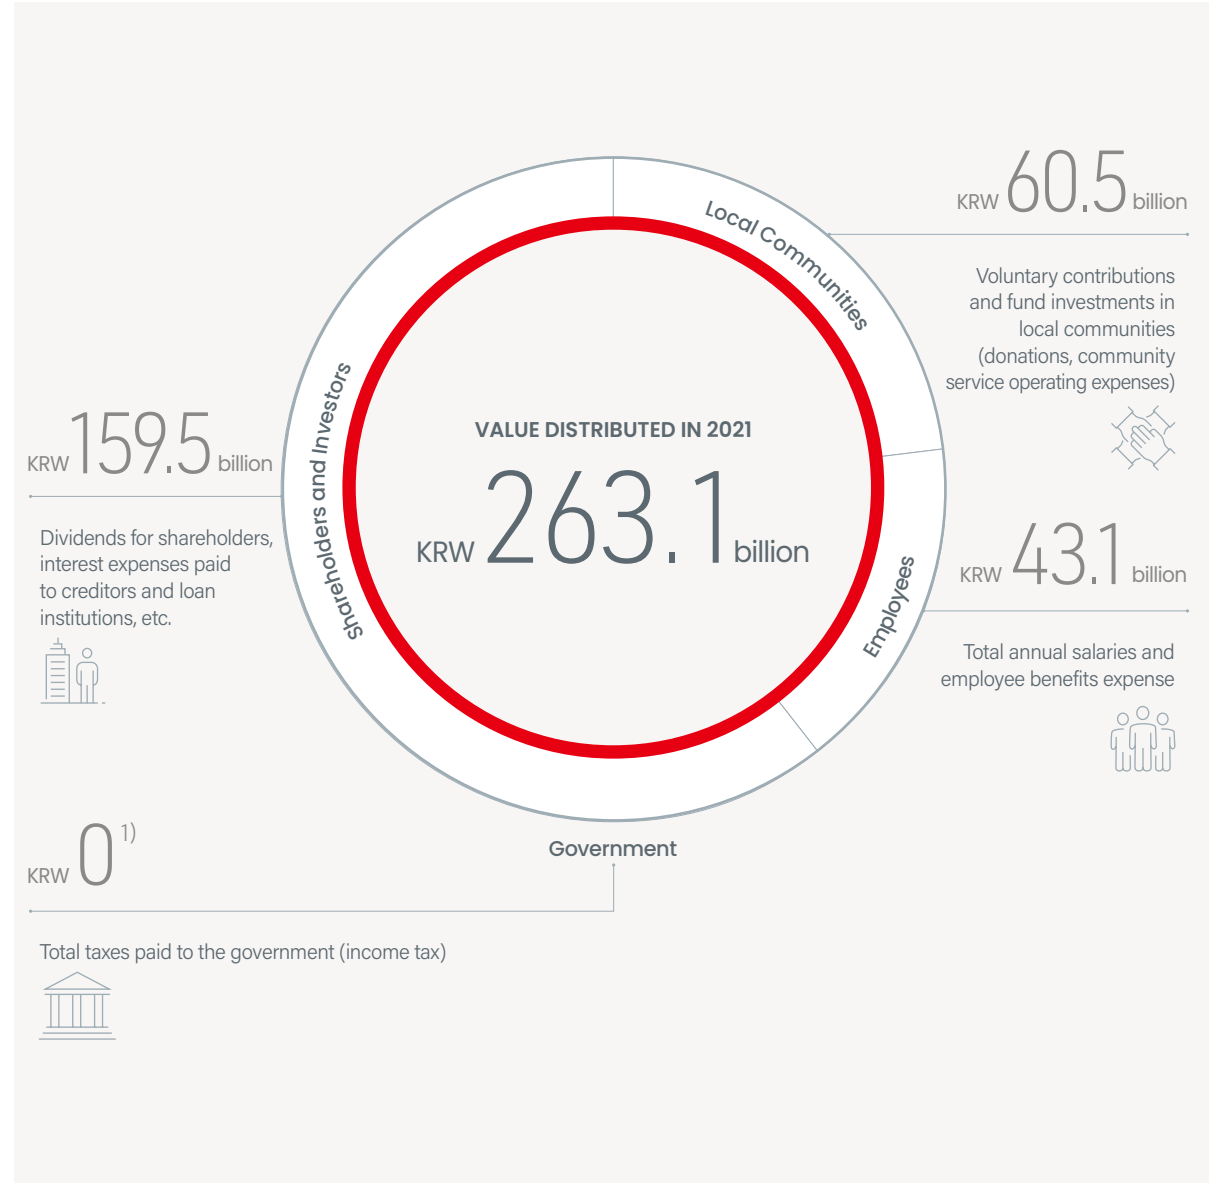 Local Communities
KRW 60.5 billion
Voluntary contributions
and fund investments in
local communities
(donations, community
service operating expenses)
Shareholders and Investors
KRW 159.5 billion
Dividends for shareholders,
interest expenses paid
to creditors and loan
institutions, etc.
VALUE DISTRIBUTED IN 2021
KRW 263.1 billion
Employees
KRW 43.1 billion
Total annual salaries and
employee benefits expense
Government
KRW 0 1)
Total taxes paid to the government (income tax)